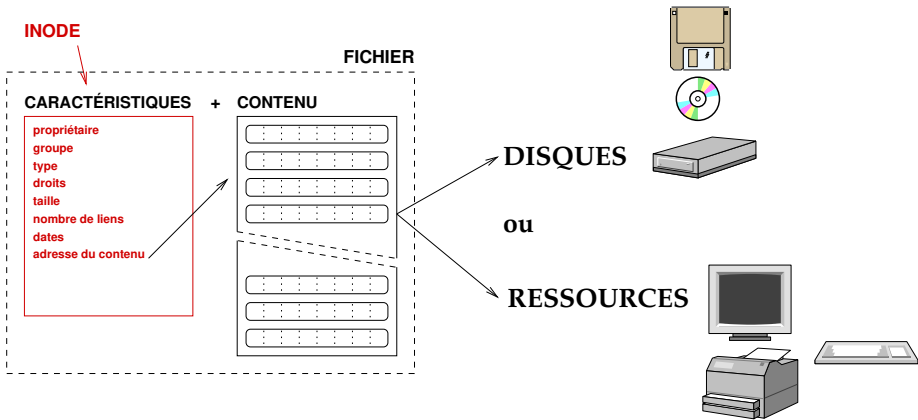 INODE
FICHIER
CARACTÉRISTIQUES + CONTENU
propriétaire
groupe
type
droits
taille
nombre de liens
dates
adresse du contenu
DISQUES
ou
RESSOURCES